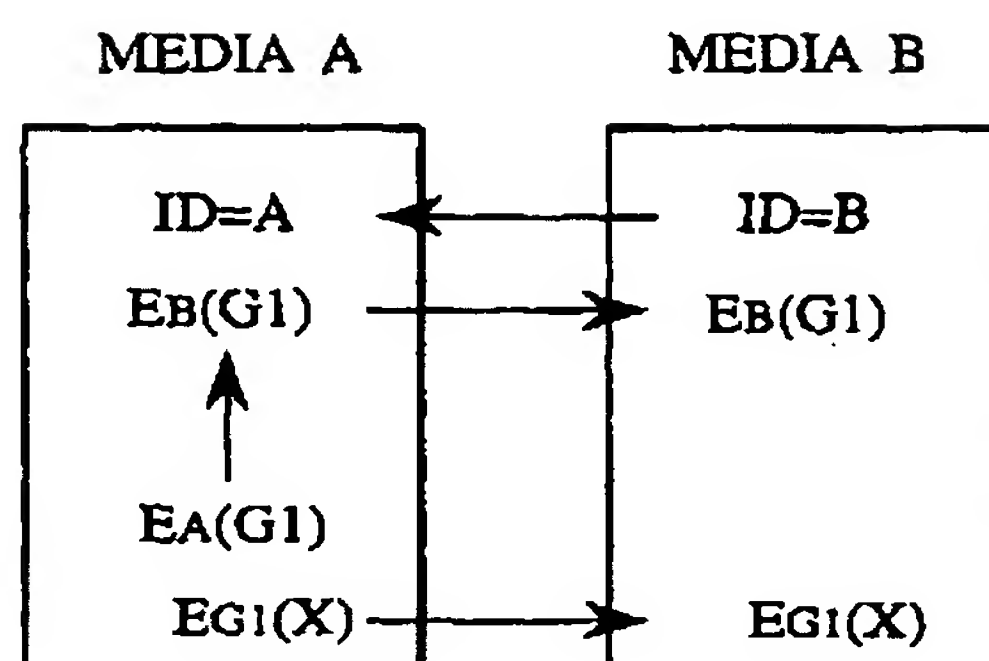 MEDIA A MEDIA B
ID=A ID=B
EB(G1) EB(G1)
EA(G1)
EG1(X) EG1(X)